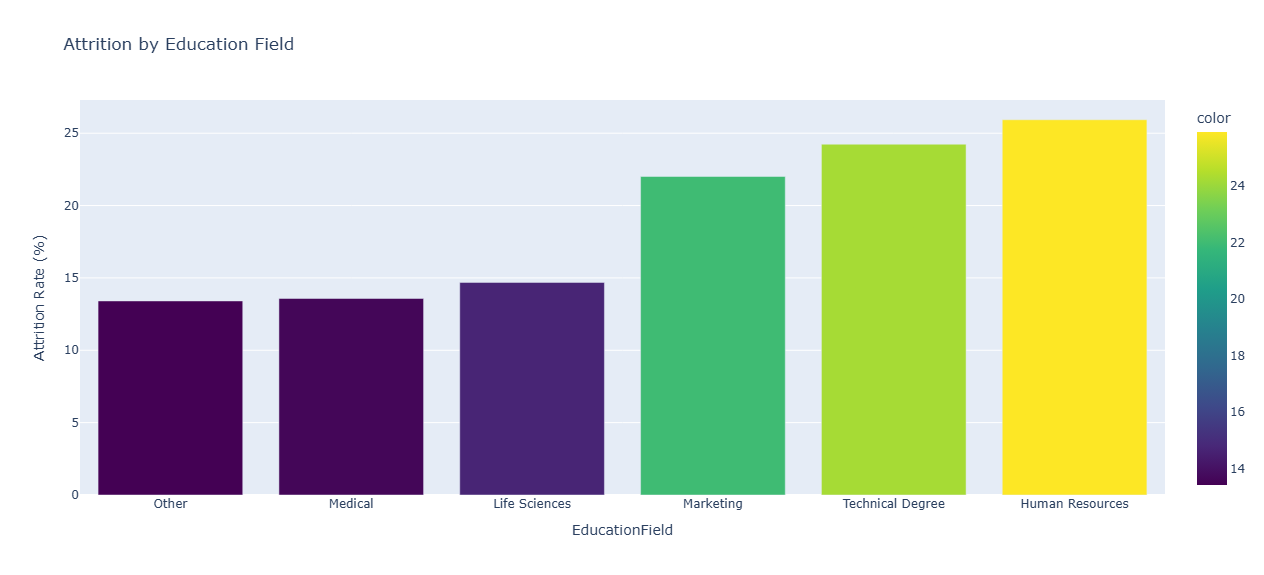 Attrition by Education Field
Attrition Rate (%)
25
20
15
10
5
0
Other
Medical
Life Sciences
Marketing
Technical Degree
Human Resources
EducationField
color
24
22
20
18
16
14